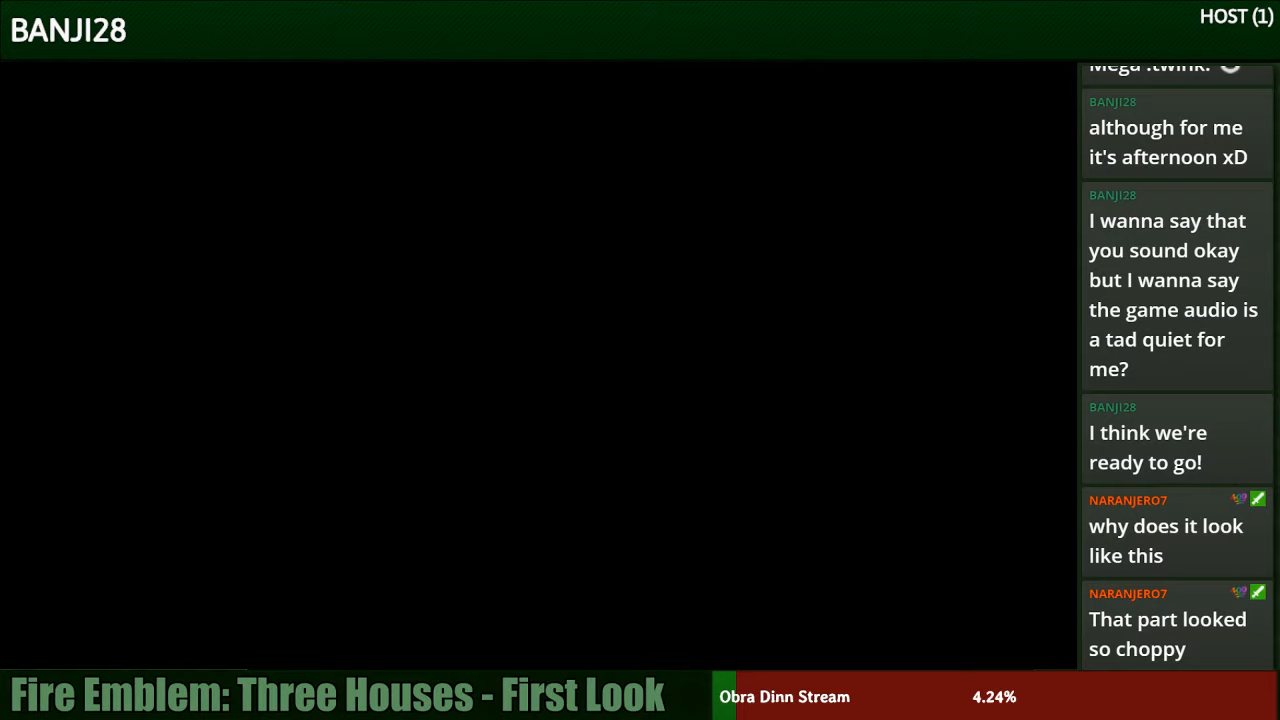 BANJI28
HOST (1)
Mega .twink.
BANJI28
although for me
it's afternoon xD
BANJI28
I wanna say that
you sound okay
but I wanna say
the game audio is
a tad quiet for
me?
BANJI28
I think we're
ready to go!
NARANJERO7
why does it look
like this
NARANJERO7
That part looked
so choppy
Fire Emblem: Three Houses - First Look
Obra Dinn Stream 4.24%